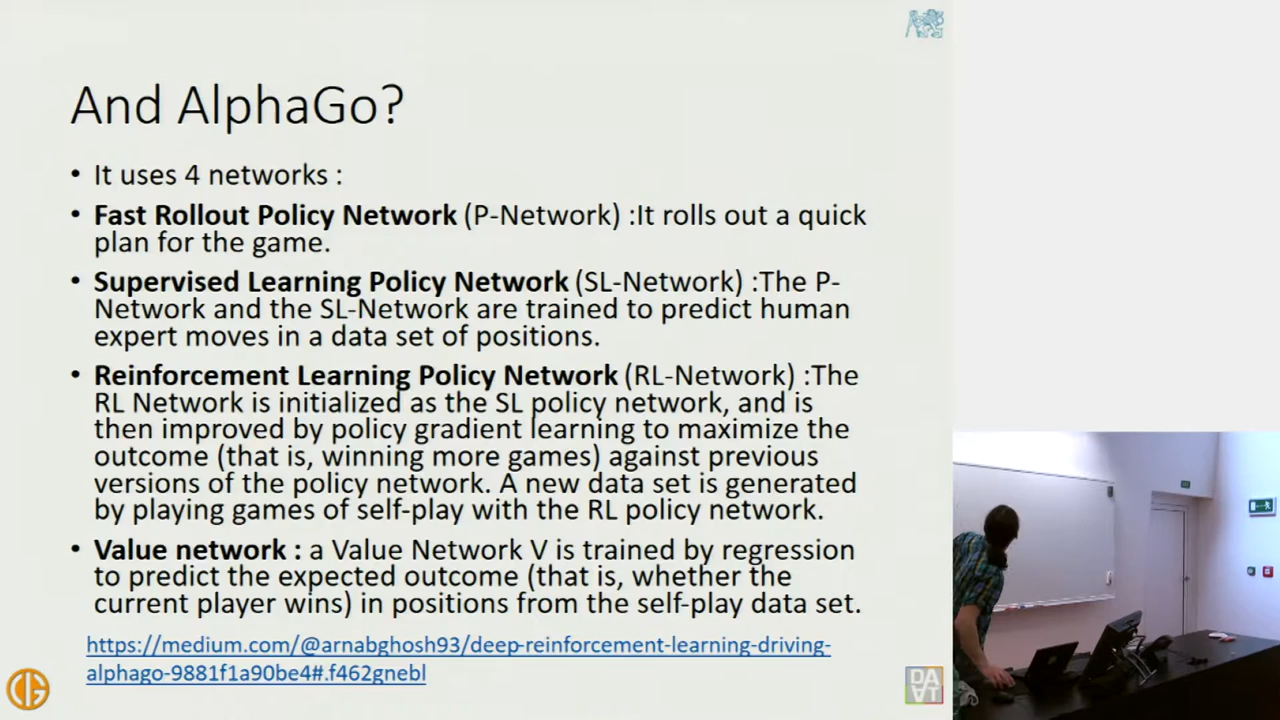 And AlphaGo?
• It uses 4 networks :
• Fast Rollout Policy Network (P-Network) :It rolls out a quick
plan for the game.
• Supervised Learning Policy Network (SL-Network) :The P-
Network and the SL-Network are trained to predict human
expert moves in a data set of positions.
• Reinforcement Learning Policy Network (RL-Network) :The
RL Network is initialized as the SL policy network, and is
then improved by policy gradient learning to maximize the
outcome (that is, winning more games) against previous
versions of the policy network. A new data set is generated
by playing games of self-play with the RL policy network.
• Value network : a Value Network V is trained by regression
to predict the expected outcome (that is, whether the
current player wins) in positions from the self-play data set.
https://medium.com/@arnabghosh93/deep-reinforcement-learning-driving-
alphago-9881f1a90be4#.f462gnebl